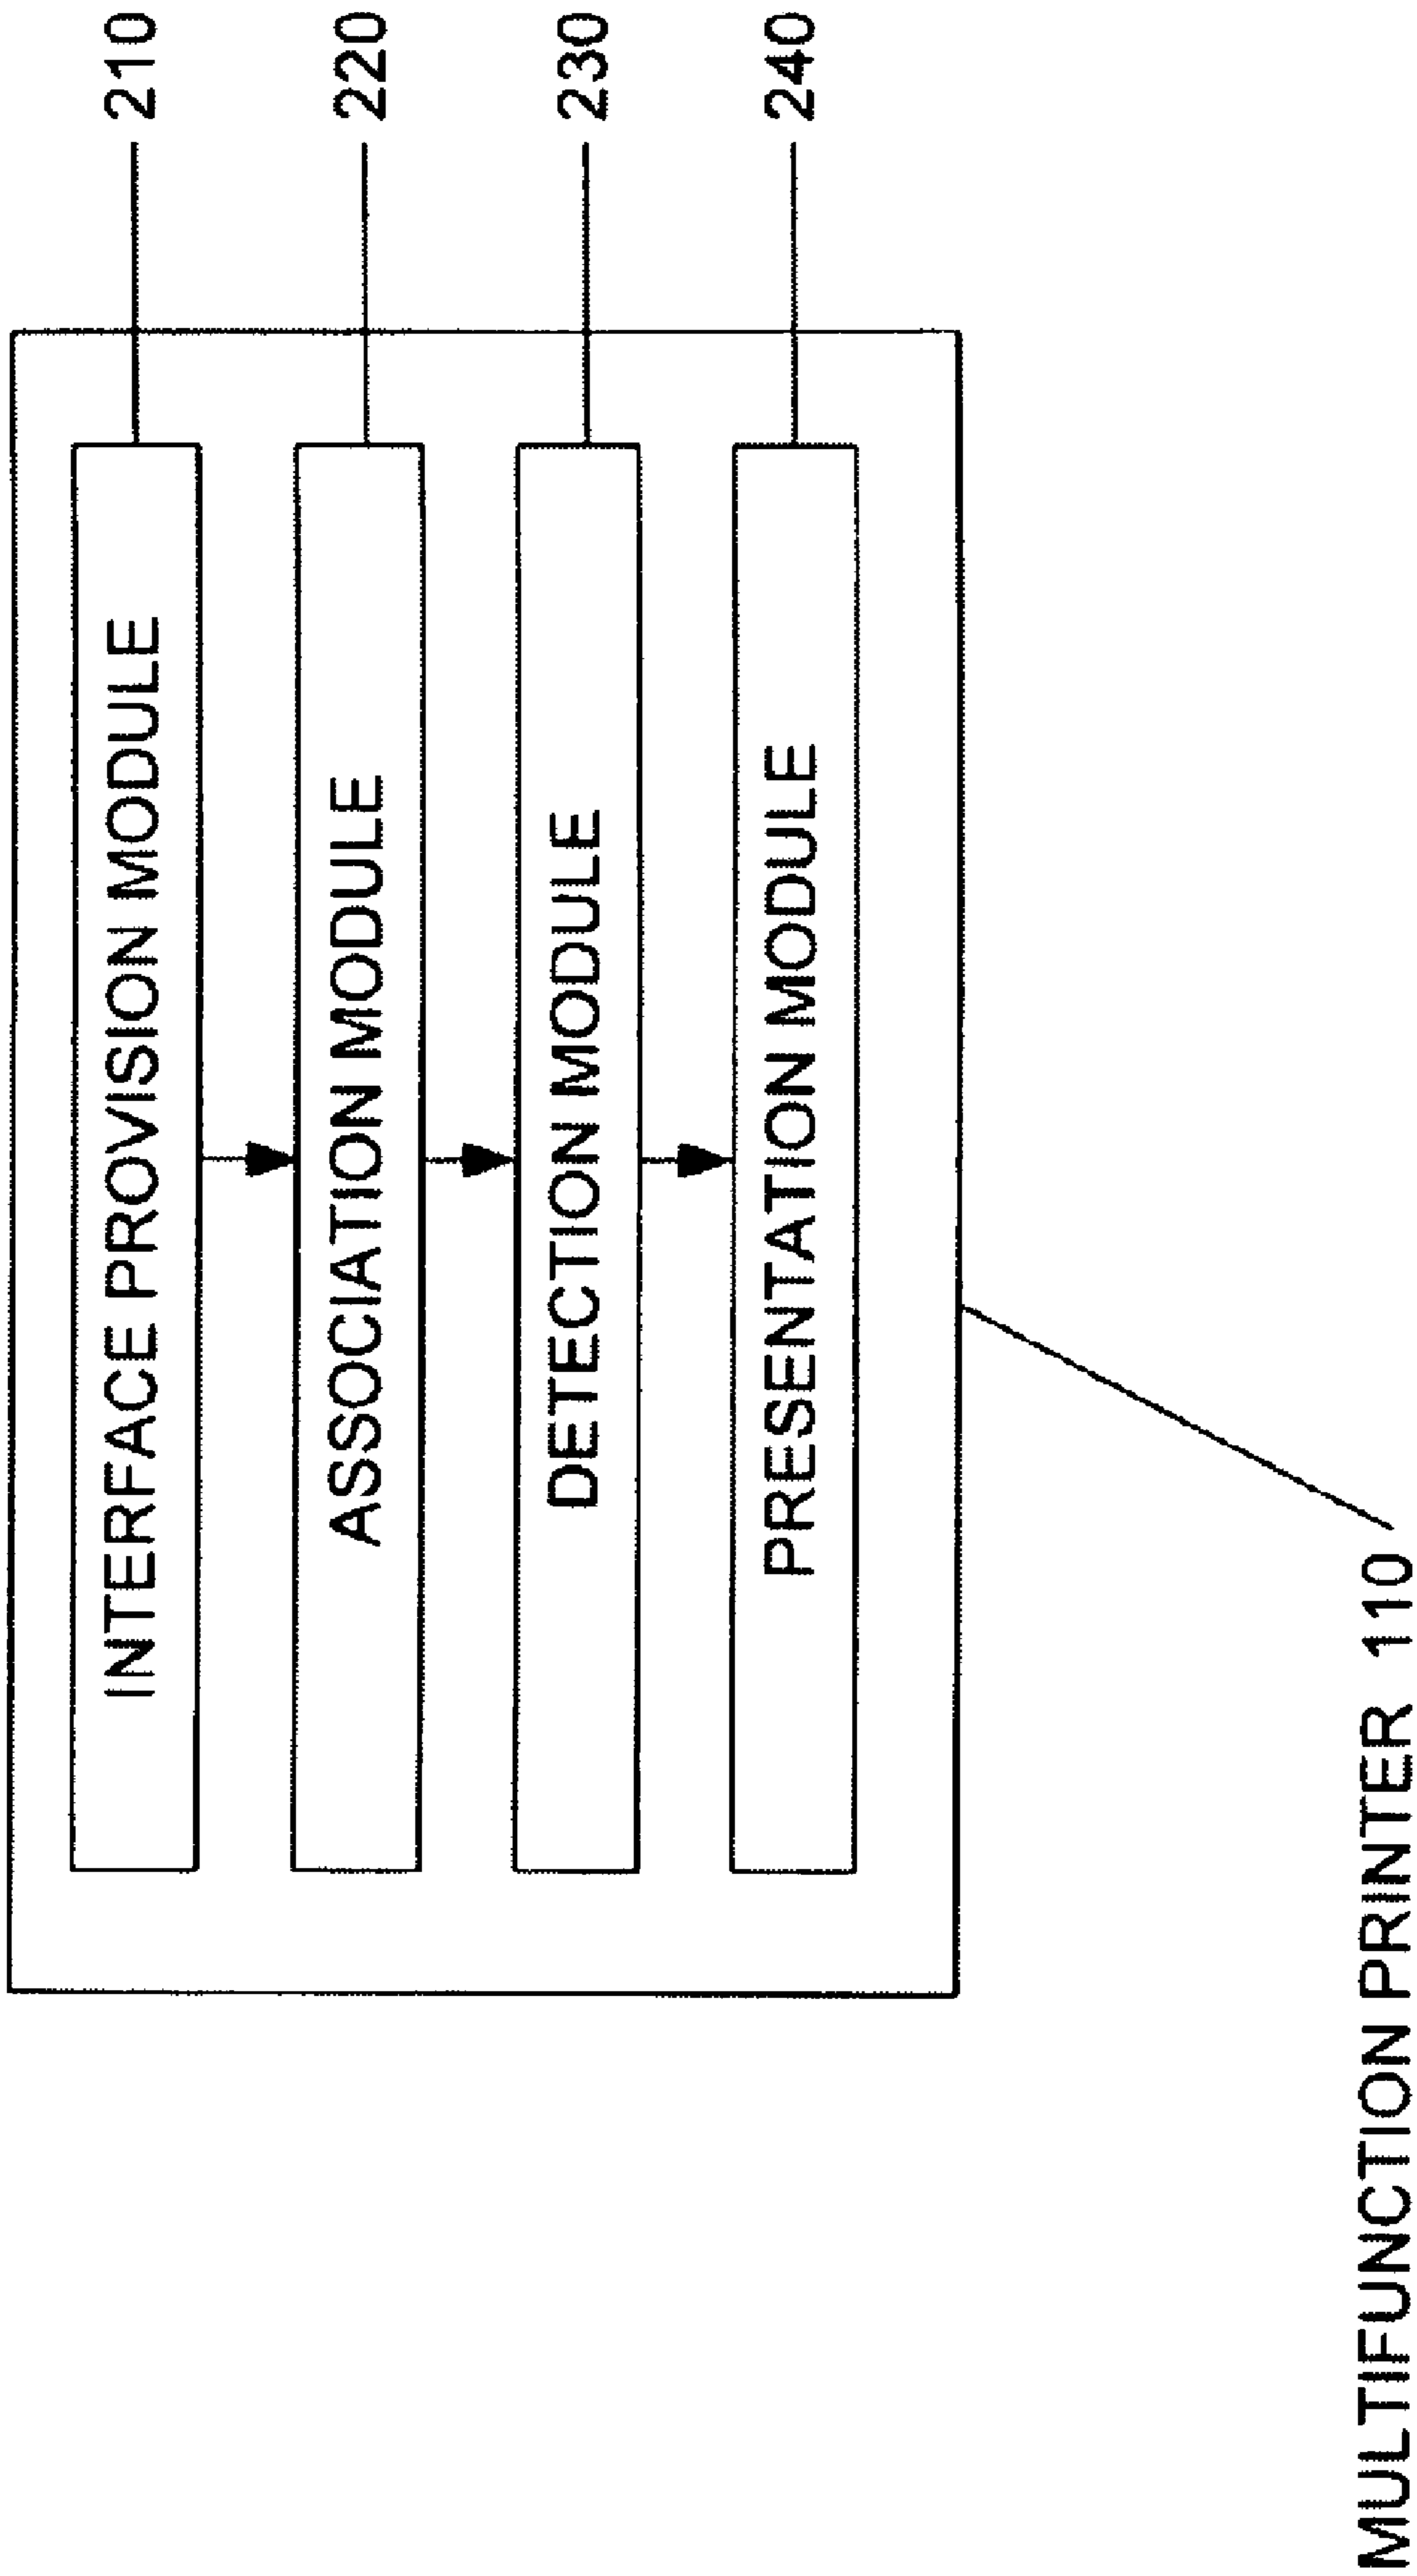 INTERFACE PROVISION MODULE
210
ASSOCIATION MODULE
220
DETECTION MODULE
230
PRESENTATION MODULE
240
MULTIFUNCTION PRINTER 110